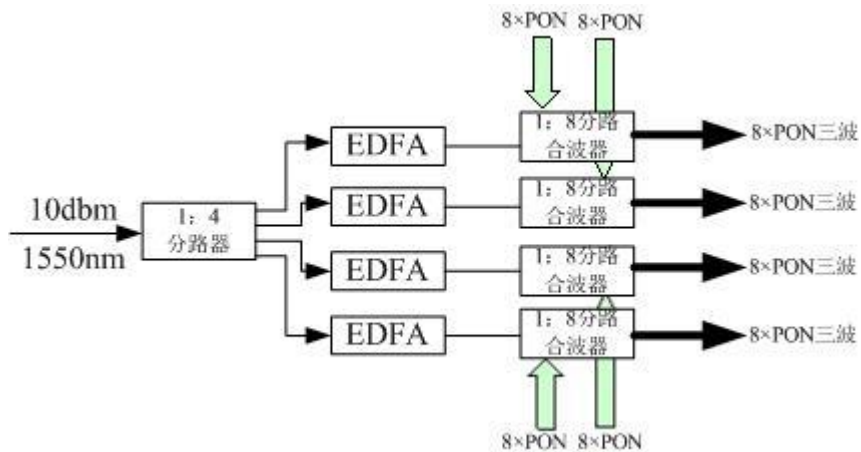 8×PON 8×PON
EDFA
1：8分路
合波器
8×PON三波
10dbm
1550nm
1：4
分路器
EDFA
1：8分路
合波器
8×PON三波
EDFA
1：8分路
合波器
8×PON三波
EDFA
1：8分路
合波器
8×PON三波
8×PON 8×PON